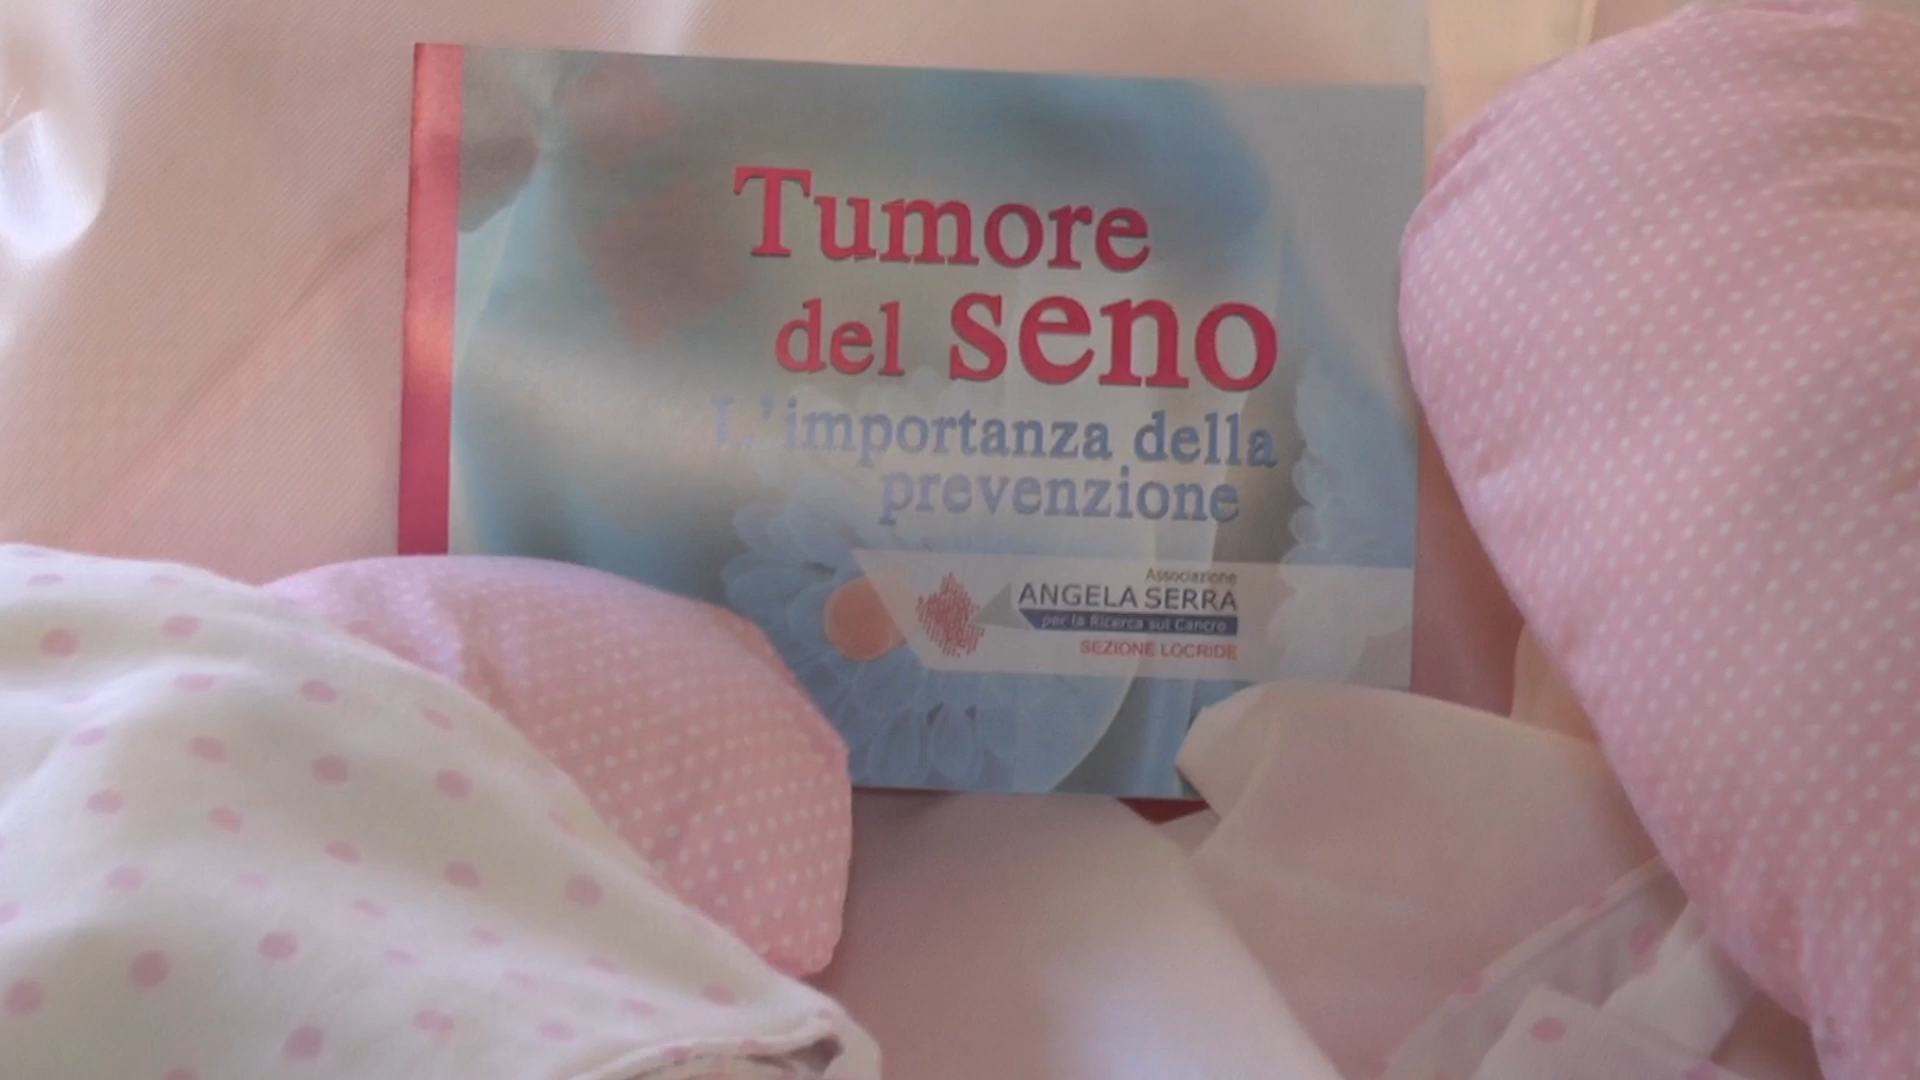 Tumore
del seno
L'importanza della
prevenzione
Associazione
ANGELA SERRA
per la Ricerca sul Cancro
SEZIONE LOCRIDE